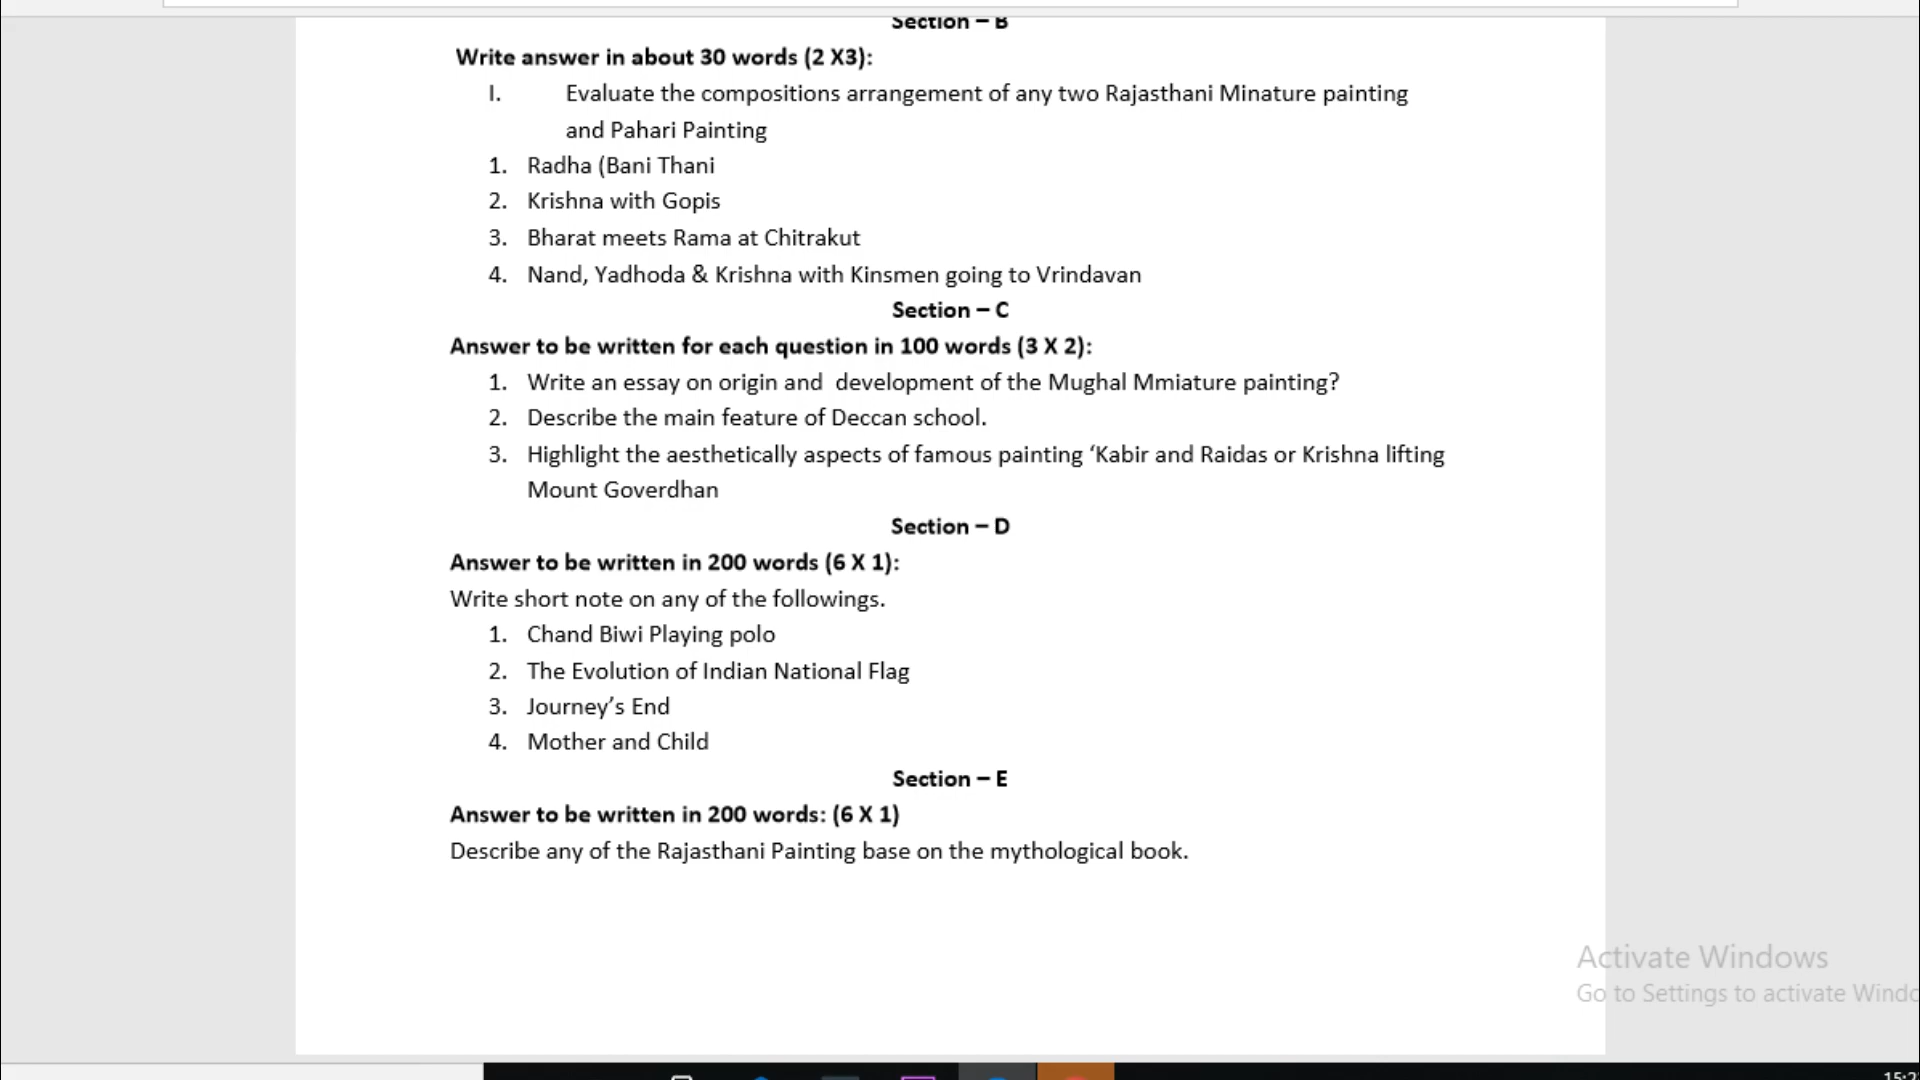 Section – B
Write answer in about 30 words (2 X3):
I. Evaluate the compositions arrangement of any two Rajasthani Minature painting
and Pahari Painting
1. Radha (Bani Thani
2. Krishna with Gopis
3. Bharat meets Rama at Chitrakut
4. Nand, Yadhoda & Krishna with Kinsmen going to Vrindavan
Section – C
Answer to be written for each question in 100 words (3 X 2):
1. Write an essay on origin and  development of the Mughal Mmiature painting?
2. Describe the main feature of Deccan school.
3. Highlight the aesthetically aspects of famous painting ‘Kabir and Raidas or Krishna lifting
Mount Goverdhan
Section – D
Answer to be written in 200 words (6 X 1):
Write short note on any of the followings.
1. Chand Biwi Playing polo
2. The Evolution of Indian National Flag
3. Journey’s End
4. Mother and Child
Section – E
Answer to be written in 200 words: (6 X 1)
Describe any of the Rajasthani Painting base on the mythological book.
Activate Windows
Go to Settings to activate Windo